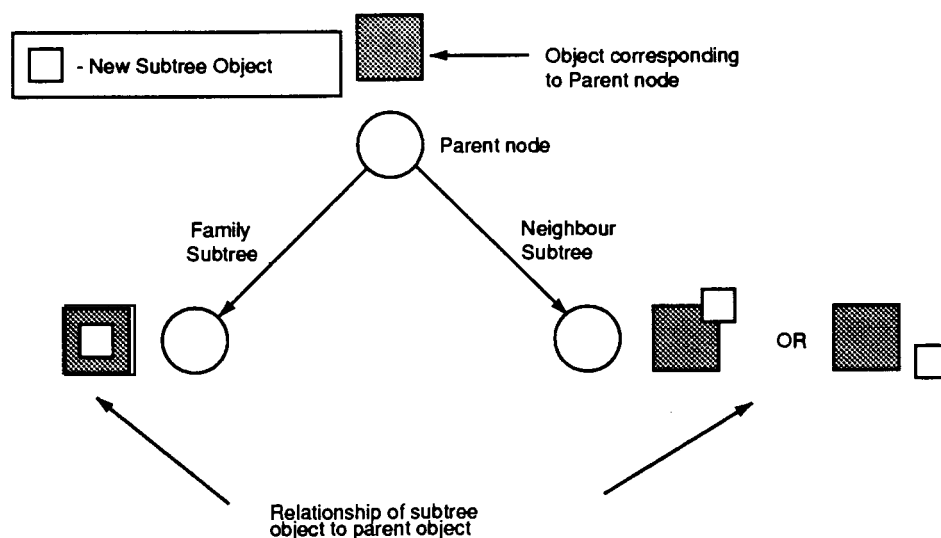 - New Subtree Object
Object corresponding
to Parent node
Parent node
Family
Subtree
Neighbour
Subtree
OR
Relationship of subtree
object to parent object